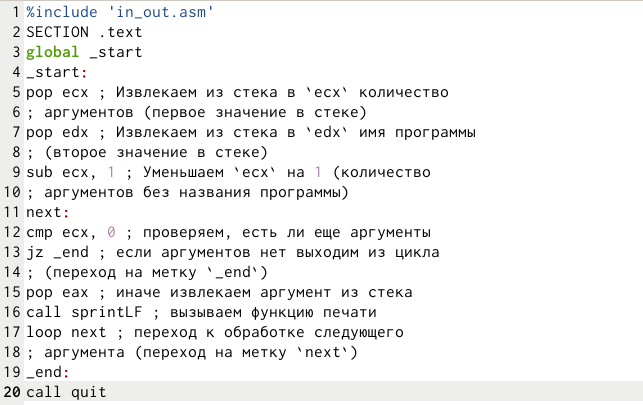 1 %include 'in_out.asm'
2 SECTION .text
3 global _start
4 _start:
5 pop ecx ; Извлекаем из стека в `ecx` количество
6 ; аргументов (первое значение в стеке)
7 pop edx ; Извлекаем из стека в `edx` имя программы
8 ; (второе значение в стеке)
9 sub ecx, 1 ; Уменьшаем `ecx` на 1 (количество
10 ; аргументов без названия программы)
11 next:
12 cmp ecx, 0 ; проверяем, есть ли еще аргументы
13 jz _end ; если аргументов нет выходим из цикла
14 ; (переход на метку `_end`)
15 pop eax ; иначе извлекаем аргумент из стека
16 call sprintLF ; вызываем функцию печати
17 loop next ; переход к обработке следующего
18 ; аргумента (переход на метку `next`)
19 _end:
20 call quit